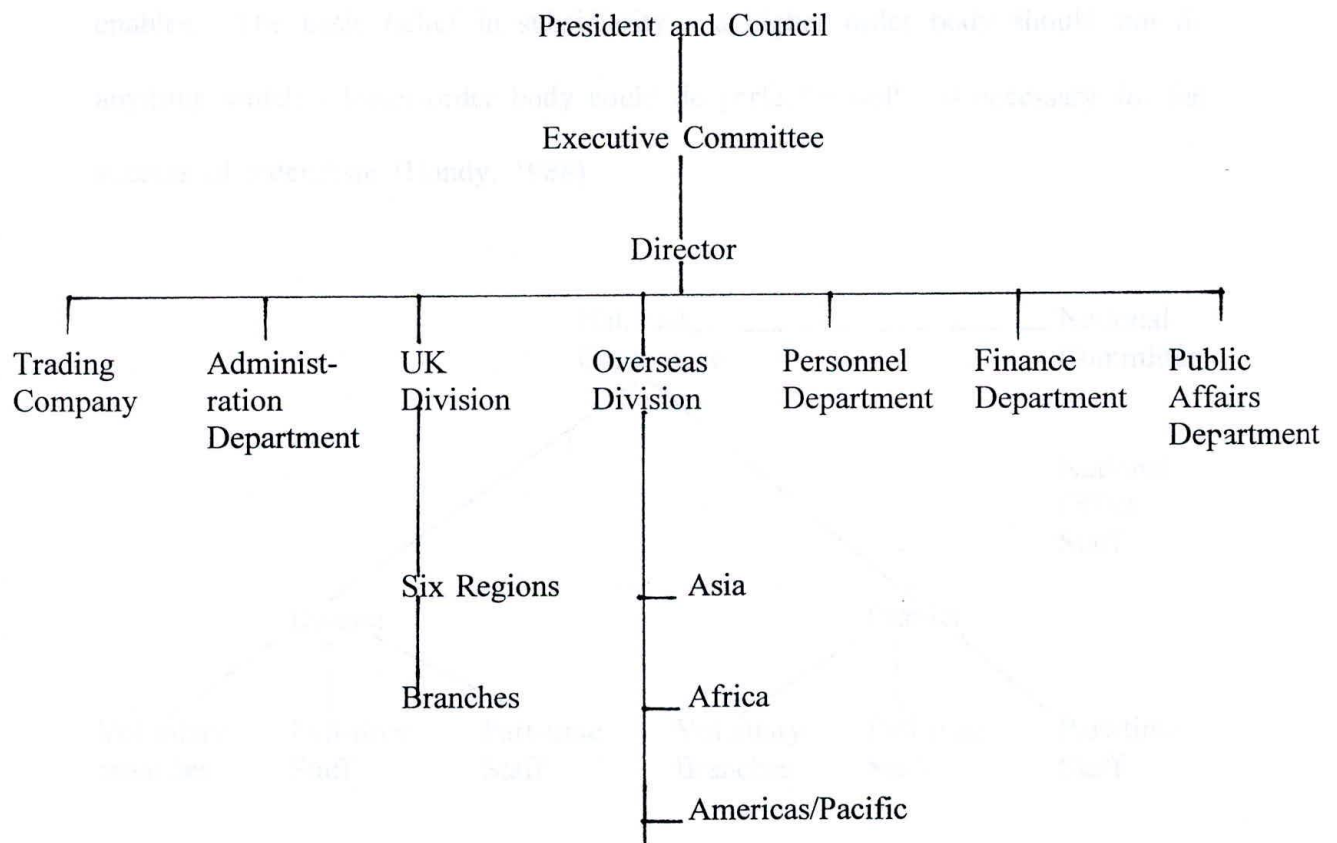 President and Council
Executive Committee
Director
Trading
Company
Administ-
ration
Department
UK
Division
Overseas
Division
Personnel
Department
Finance
Department
Public
Affairs
Department
Six Regions
Asia
Branches
Africa
Americas/Pacific